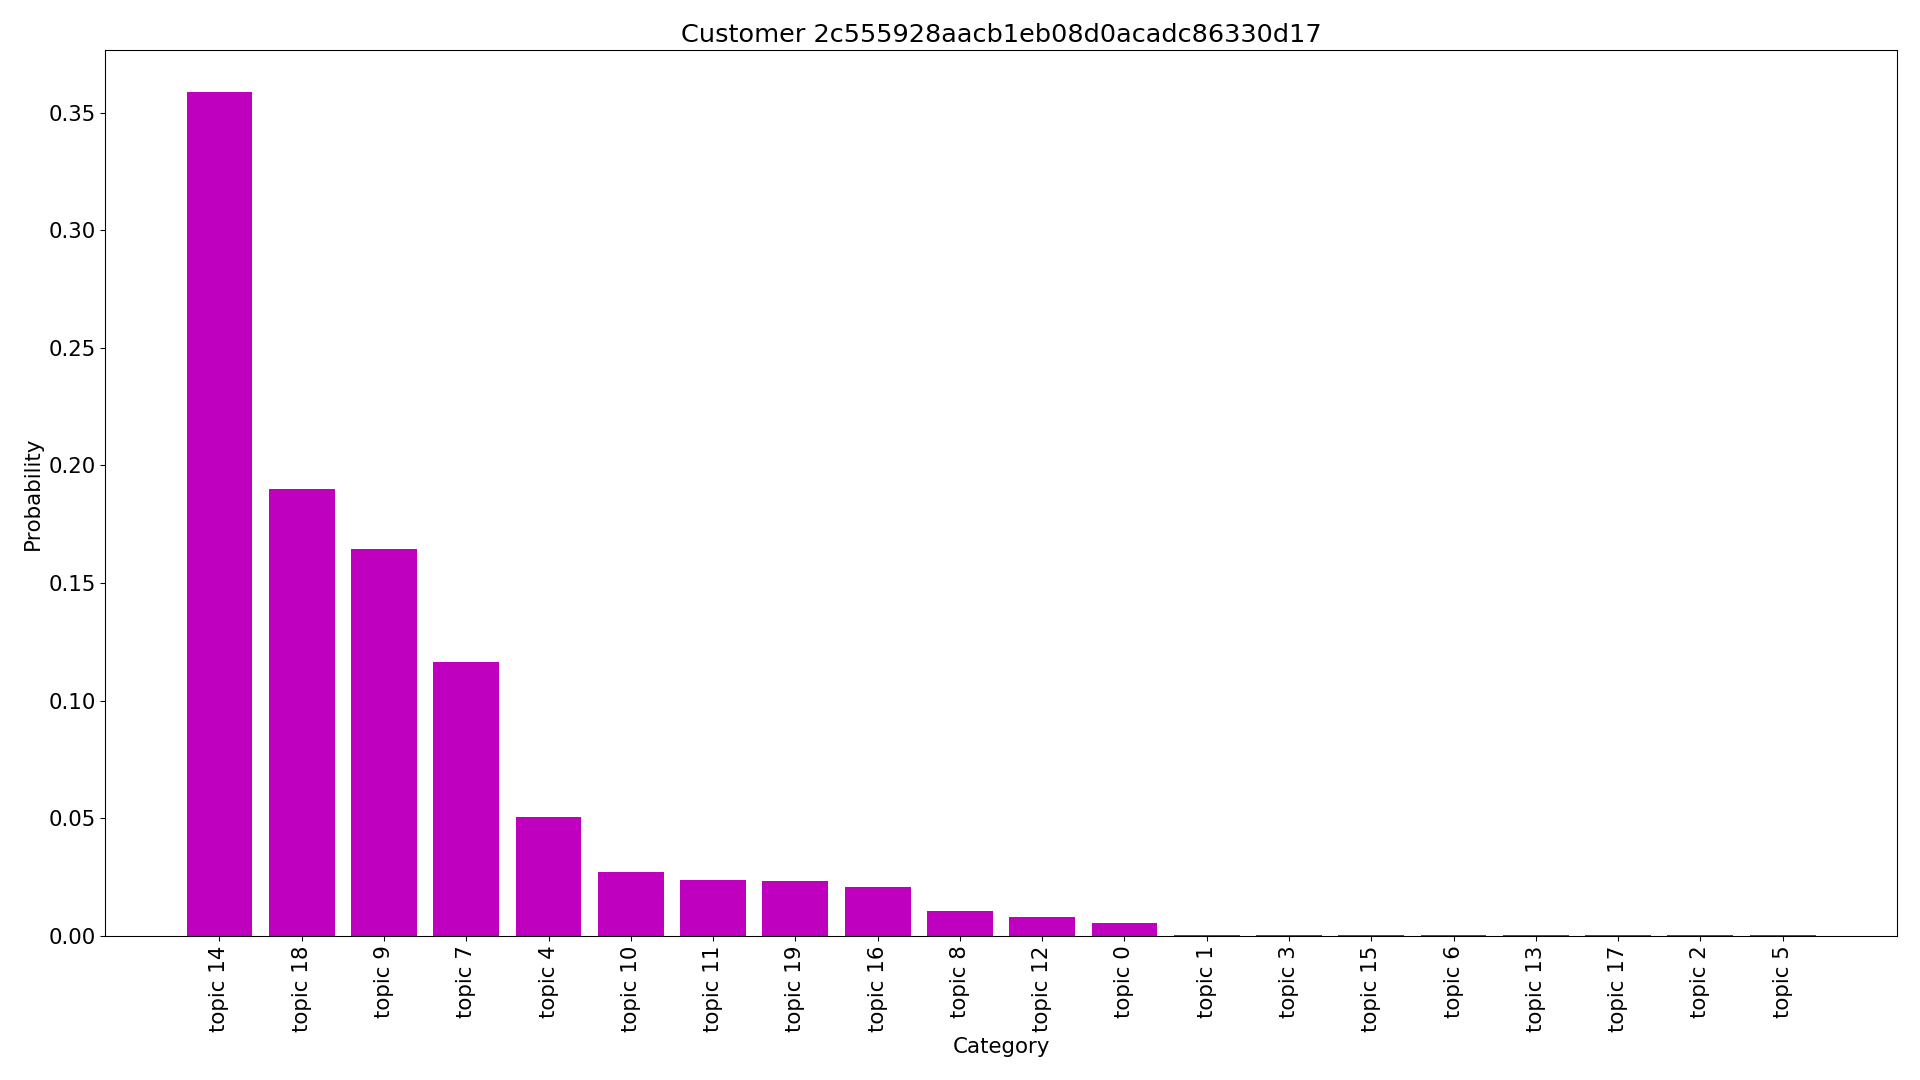 Customer 2c555928aacb1eb08d0acadc86330d17
Probability
0.35
0.30
0.25
0.20
0.15
0.10
0.05
0.00
topic 14
topic 18
topic 9
topic 7
topic 4
topic 10
topic 11
topic 19
topic 16
topic 8
topic 12
topic 0
topic 1
topic 3
topic 15
topic 6
topic 13
topic 17
topic 2
topic 5
Category